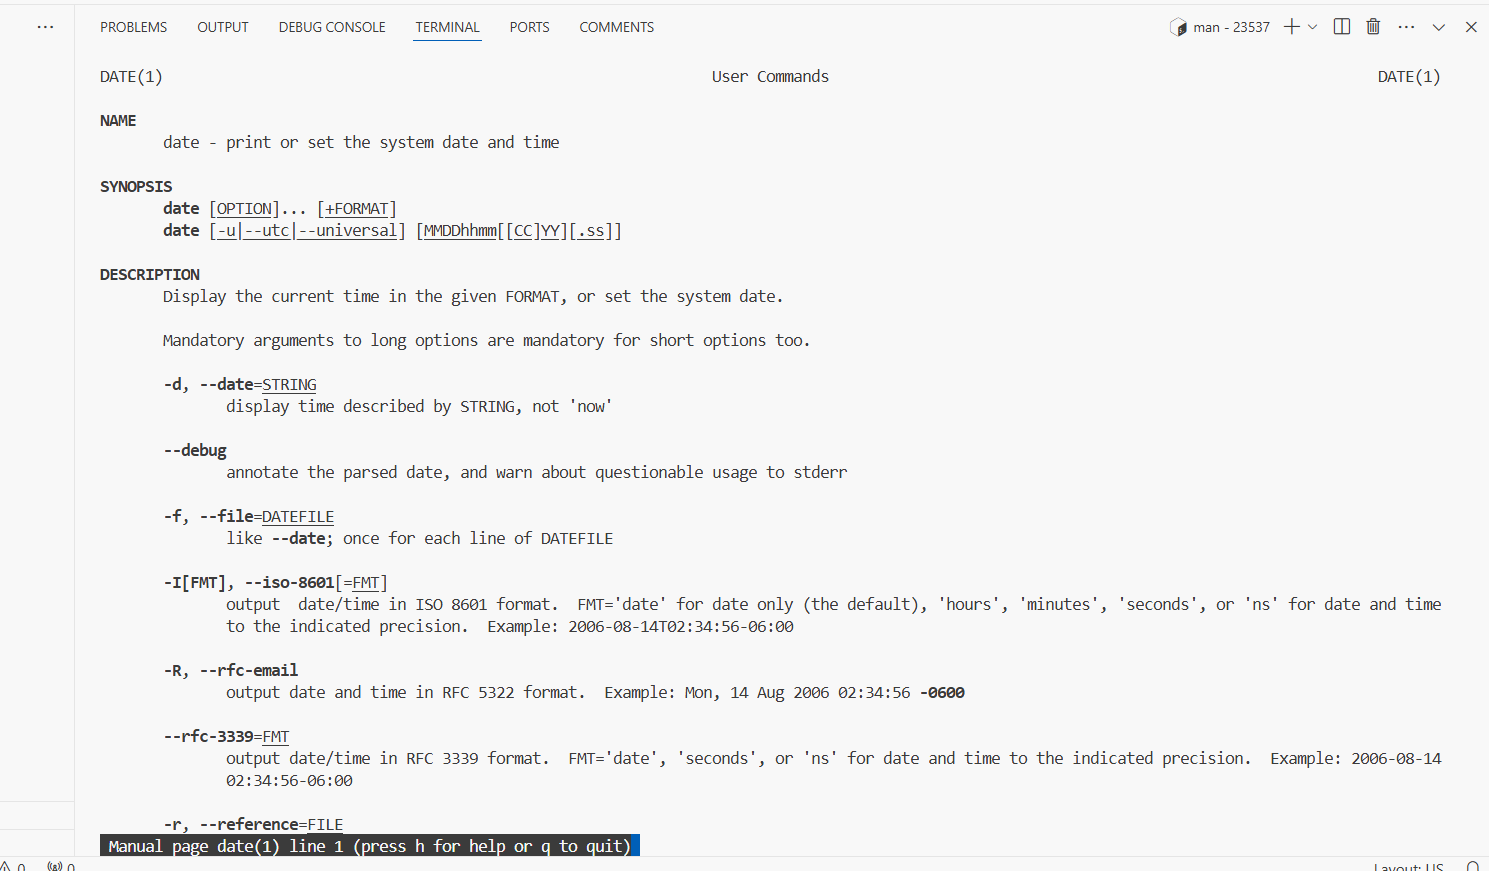 PROBLEMS OUTPUT DEBUG CONSOLE TERMINAL PORTS COMMENTS man - 23537
DATE(1) User Commands DATE(1)
NAME
date - print or set the system date and time
SYNOPSIS
date [OPTION]... [+FORMAT]
date [-u|--utc|--universal] [MMDDhhmm[[CC]YY][.ss]]
DESCRIPTION
Display the current time in the given FORMAT, or set the system date.
Mandatory arguments to long options are mandatory for short options too.
-d, --date=STRING
display time described by STRING, not 'now'
--debug
annotate the parsed date, and warn about questionable usage to stderr
-f, --file=DATEFILE
like --date; once for each line of DATEFILE
-I[FMT], --iso-8601[=FMT]
output  date/time in ISO 8601 format.  FMT='date' for date only (the default), 'hours', 'minutes', 'seconds', or 'ns' for date and time
to the indicated precision.  Example: 2006-08-14T02:34:56-06:00
-R, --rfc-email
output date and time in RFC 5322 format.  Example: Mon, 14 Aug 2006 02:34:56 -0600
--rfc-3339=FMT
output date/time in RFC 3339 format.  FMT='date', 'seconds', or 'ns' for date and time to the indicated precision.  Example: 2006-08-14
02:34:56-06:00
-r, --reference=FILE
Manual page date(1) line 1 (press h for help or q to quit)
0 0 Layout: US